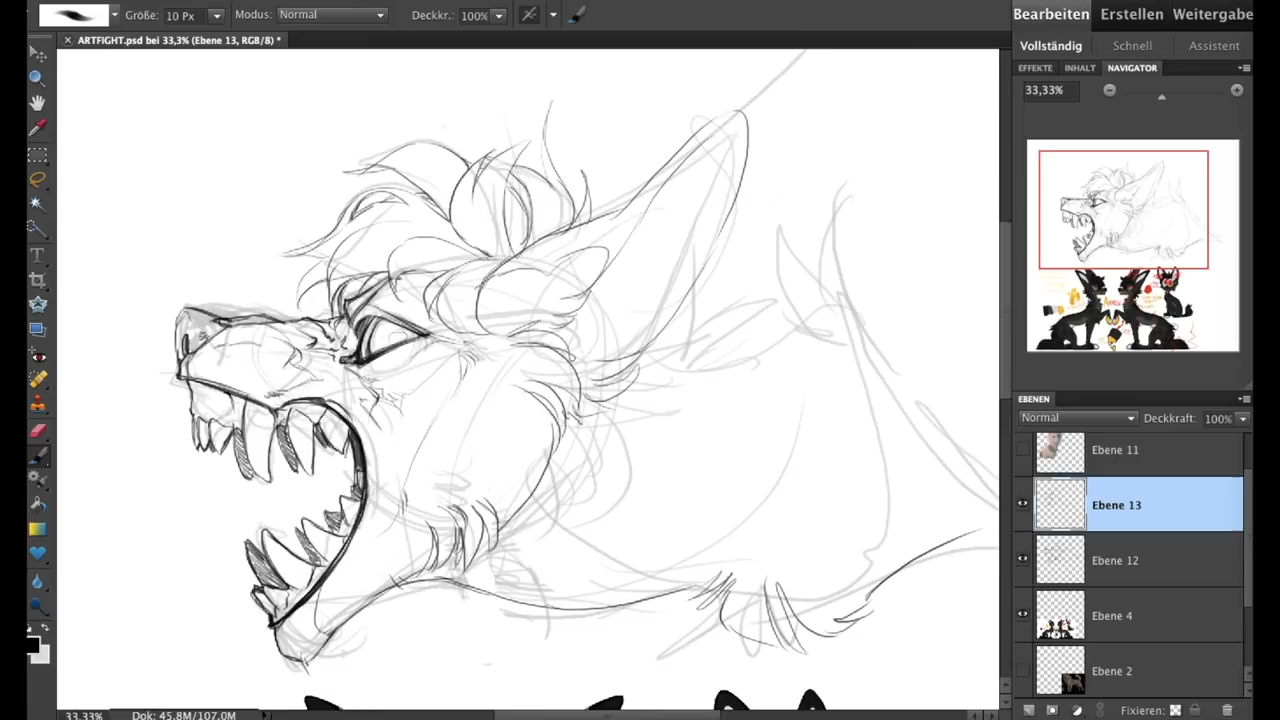 Größe: 10 Px Modus: Normal Deckkr.: 100%
Bearbeiten Erstellen Weitergabe
ARTFIGHT.psd bei 33,3% (Ebene 13, RGB/8) *
Vollständig Schnell Assistent
EFFEKTE INHALT NAVIGATOR
33,33%
EBENEN
Normal Deckkraft: 100%
Ebene 11
Ebene 13
Ebene 12
Ebene 4
Ebene 2
33,33% Dok: 45,8M/107,0M
Fixieren: